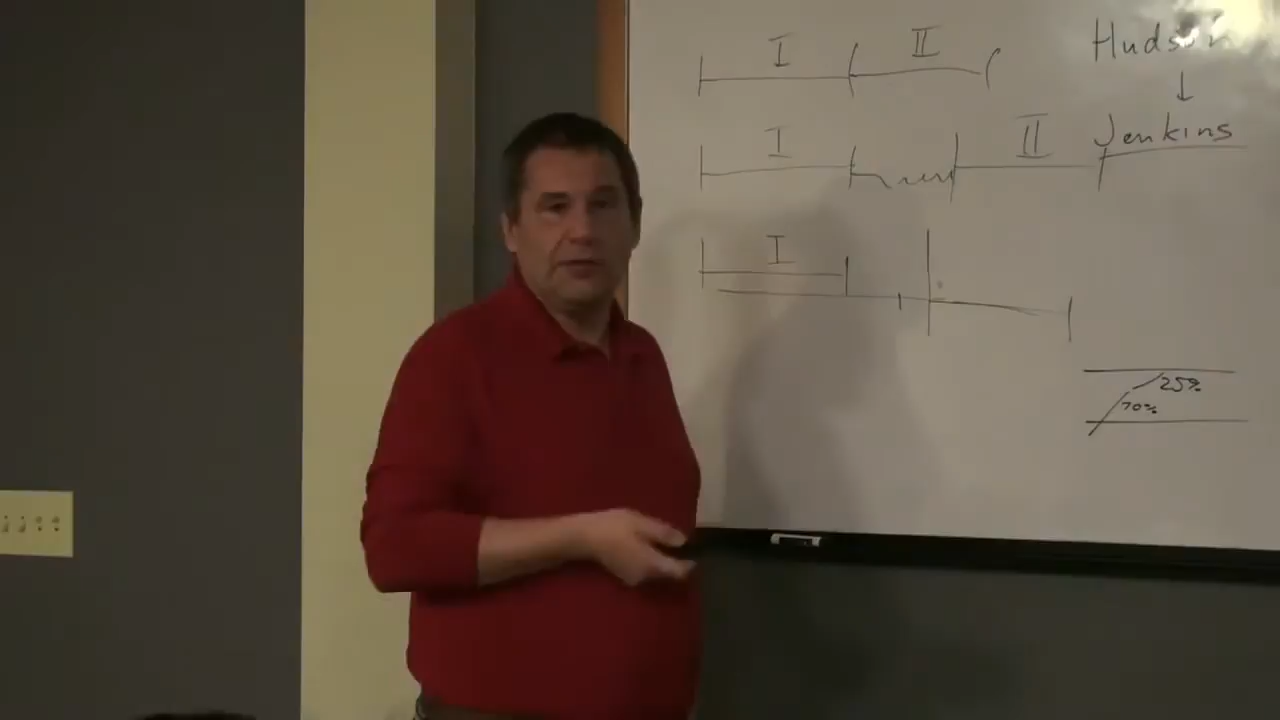 I II
Hudson
↓
Jenkins
I II
I
25%
70%